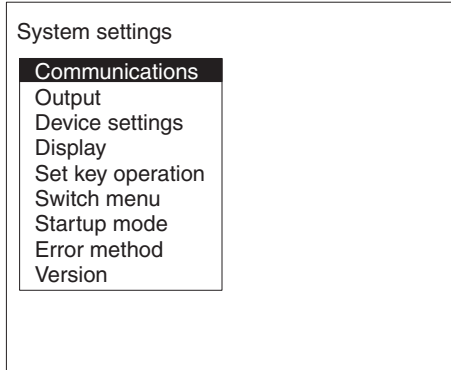 System settings
Communications
Output
Device settings
Display
Set key operation
Switch menu
Startup mode
Error method
Version